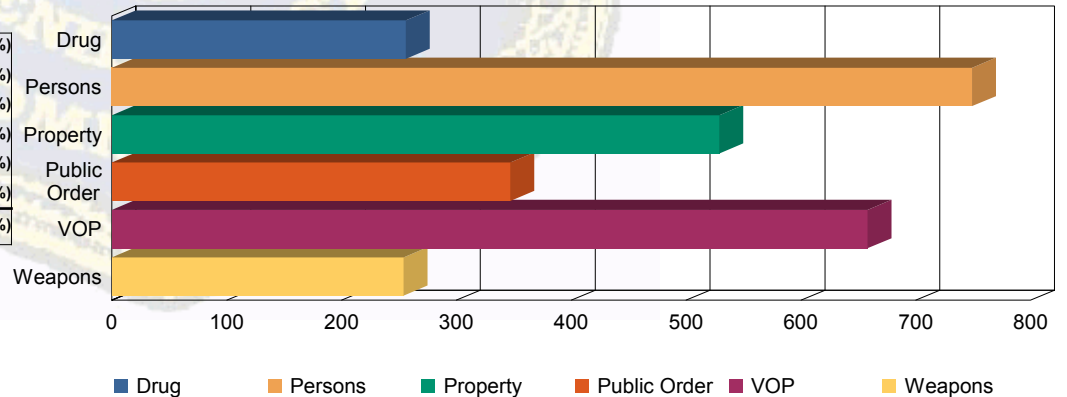 %)
%)
%)
%)
%)
%)
%)
Drug
Persons
Property
Public
Order
VOP
Weapons
0 100 200 300 400 500 600 700 800
Drug Persons Property Public Order VOP Weapons